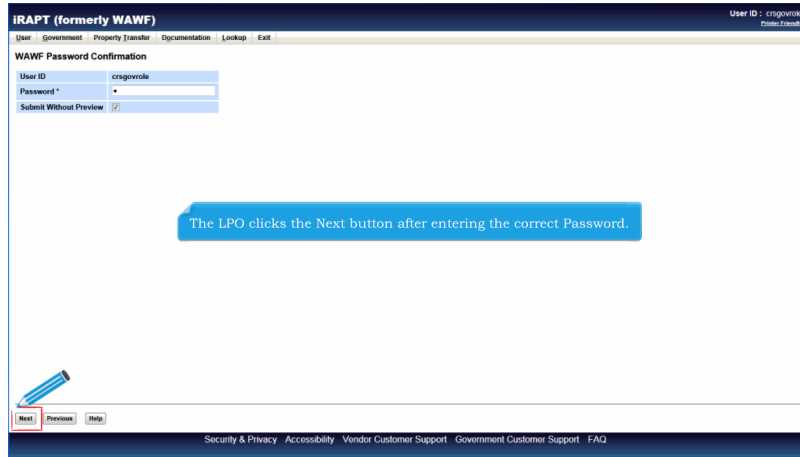 iRAPT (formerly WAWF)
User ID : crsgovrole
Printer Friendly
User Government Property Transfer Documentation Lookup Exit
WAWF Password Confirmation
User ID crsgovrole
Password * •
Submit Without Preview
The LPO clicks the Next button after entering the correct Password.
Next Previous Help
Security & Privacy Accessibility Vendor Customer Support Government Customer Support FAQ